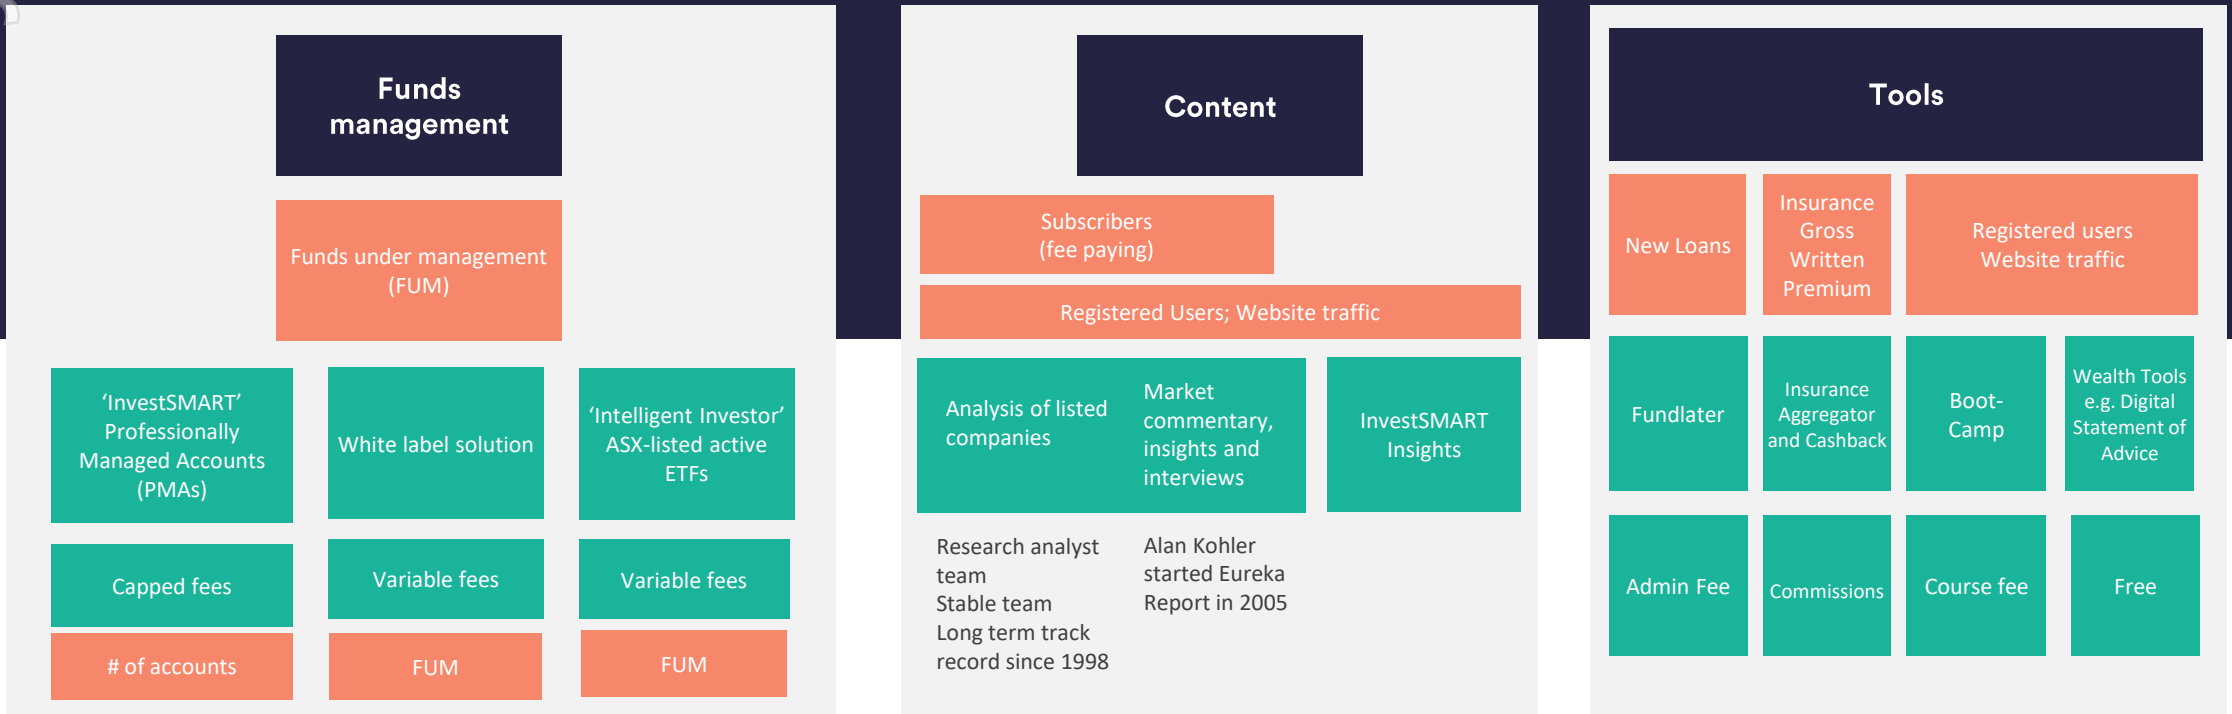 Funds
management
Funds under management
(FUM)
‘InvestSMART’
Professionally
Managed Accounts
(PMAs)
White label solution
‘Intelligent Investor’
ASX-listed active
ETFs
Capped fees
Variable fees
Variable fees
# of accounts
FUM
FUM
Content
Subscribers
(fee paying)
Registered Users; Website traffic
Analysis of listed
companies
Market
commentary,
insights and
interviews
InvestSMART
Insights
Research analyst
team
Stable team
Long term track
record since 1998
Alan Kohler
started Eureka
Report in 2005
Tools
New Loans
Insurance
Gross
Written
Premium
Registered users
Website traffic
Fundlater
Insurance
Aggregator
and Cashback
Boot-
Camp
Wealth Tools
e.g. Digital
Statement of
Advice
Admin Fee
Commissions
Course fee
Free